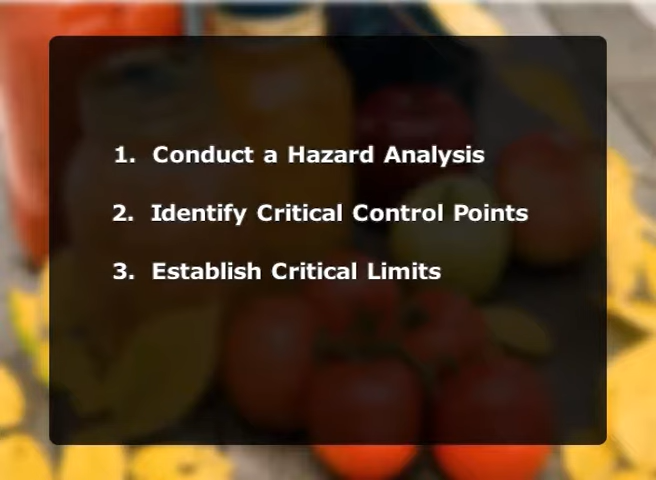 1. Conduct a Hazard Analysis
2. Identify Critical Control Points
3. Establish Critical Limits